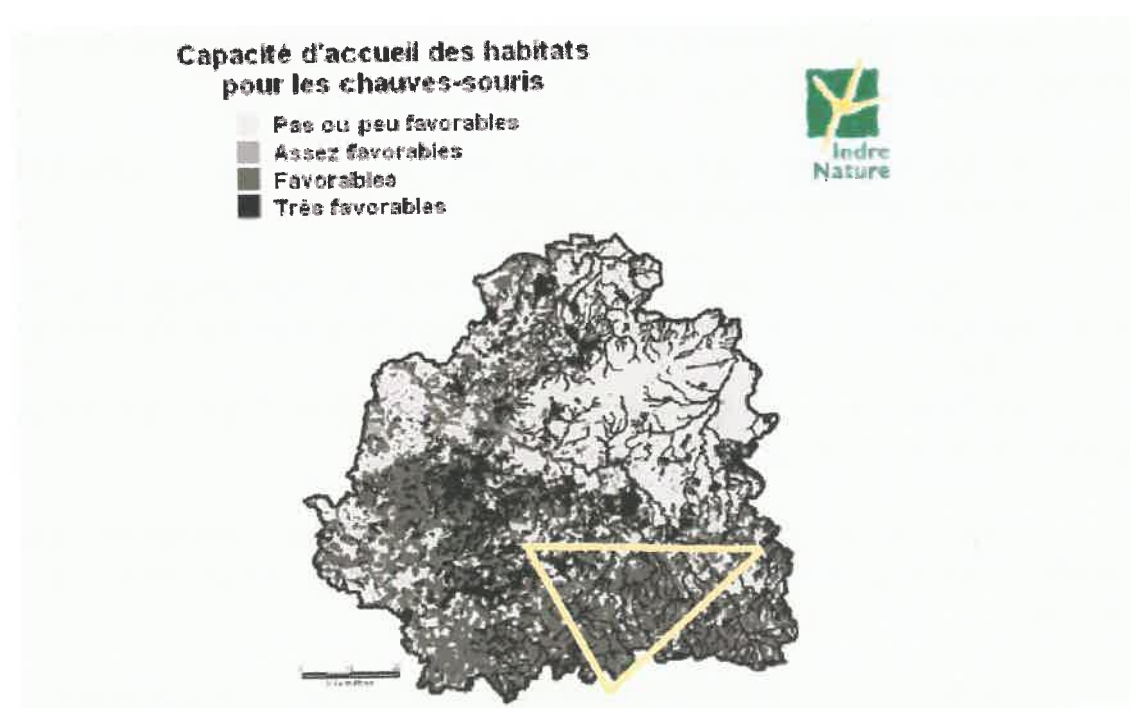 Capacité d'accueil des habitats
pour les chauves-souris
Pas ou peu favorables
Assez favorables
Favorables
Très favorables
Indre
Nature